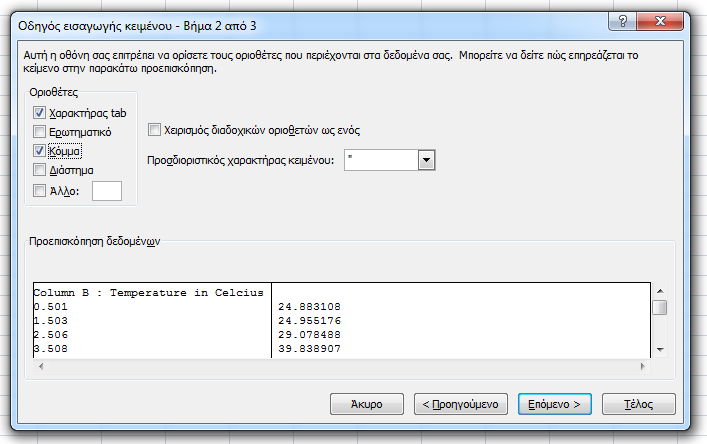 Οδηγός εισαγωγής κειμένου - Βήμα 2 από 3
Αυτή η οθόνη σας επιτρέπει να ορίσετε τους οριοθέτες που περιέχονται στα δεδομένα σας. Μπορείτε να δείτε πώς επηρεάζεται το
κείμενο στην παρακάτω προεπισκόπηση.
Οριοθέτες
Χαρακτήρας tab
Ερωτηματικό
Κόμμα
Διάστημα
Άλλο:
Χειρισμός διαδοχικών οριοθετών ως ενός
Προσδιοριστικός χαρακτήρας κειμένου: "
Προεπισκόπηση δεδομένων
Column B : Temperature in Celcius
0.501 24.883108
1.503 24.955176
2.506 29.078488
3.508 39.838907
Άκυρο < Προηγούμενο Επόμενο > Τέλος